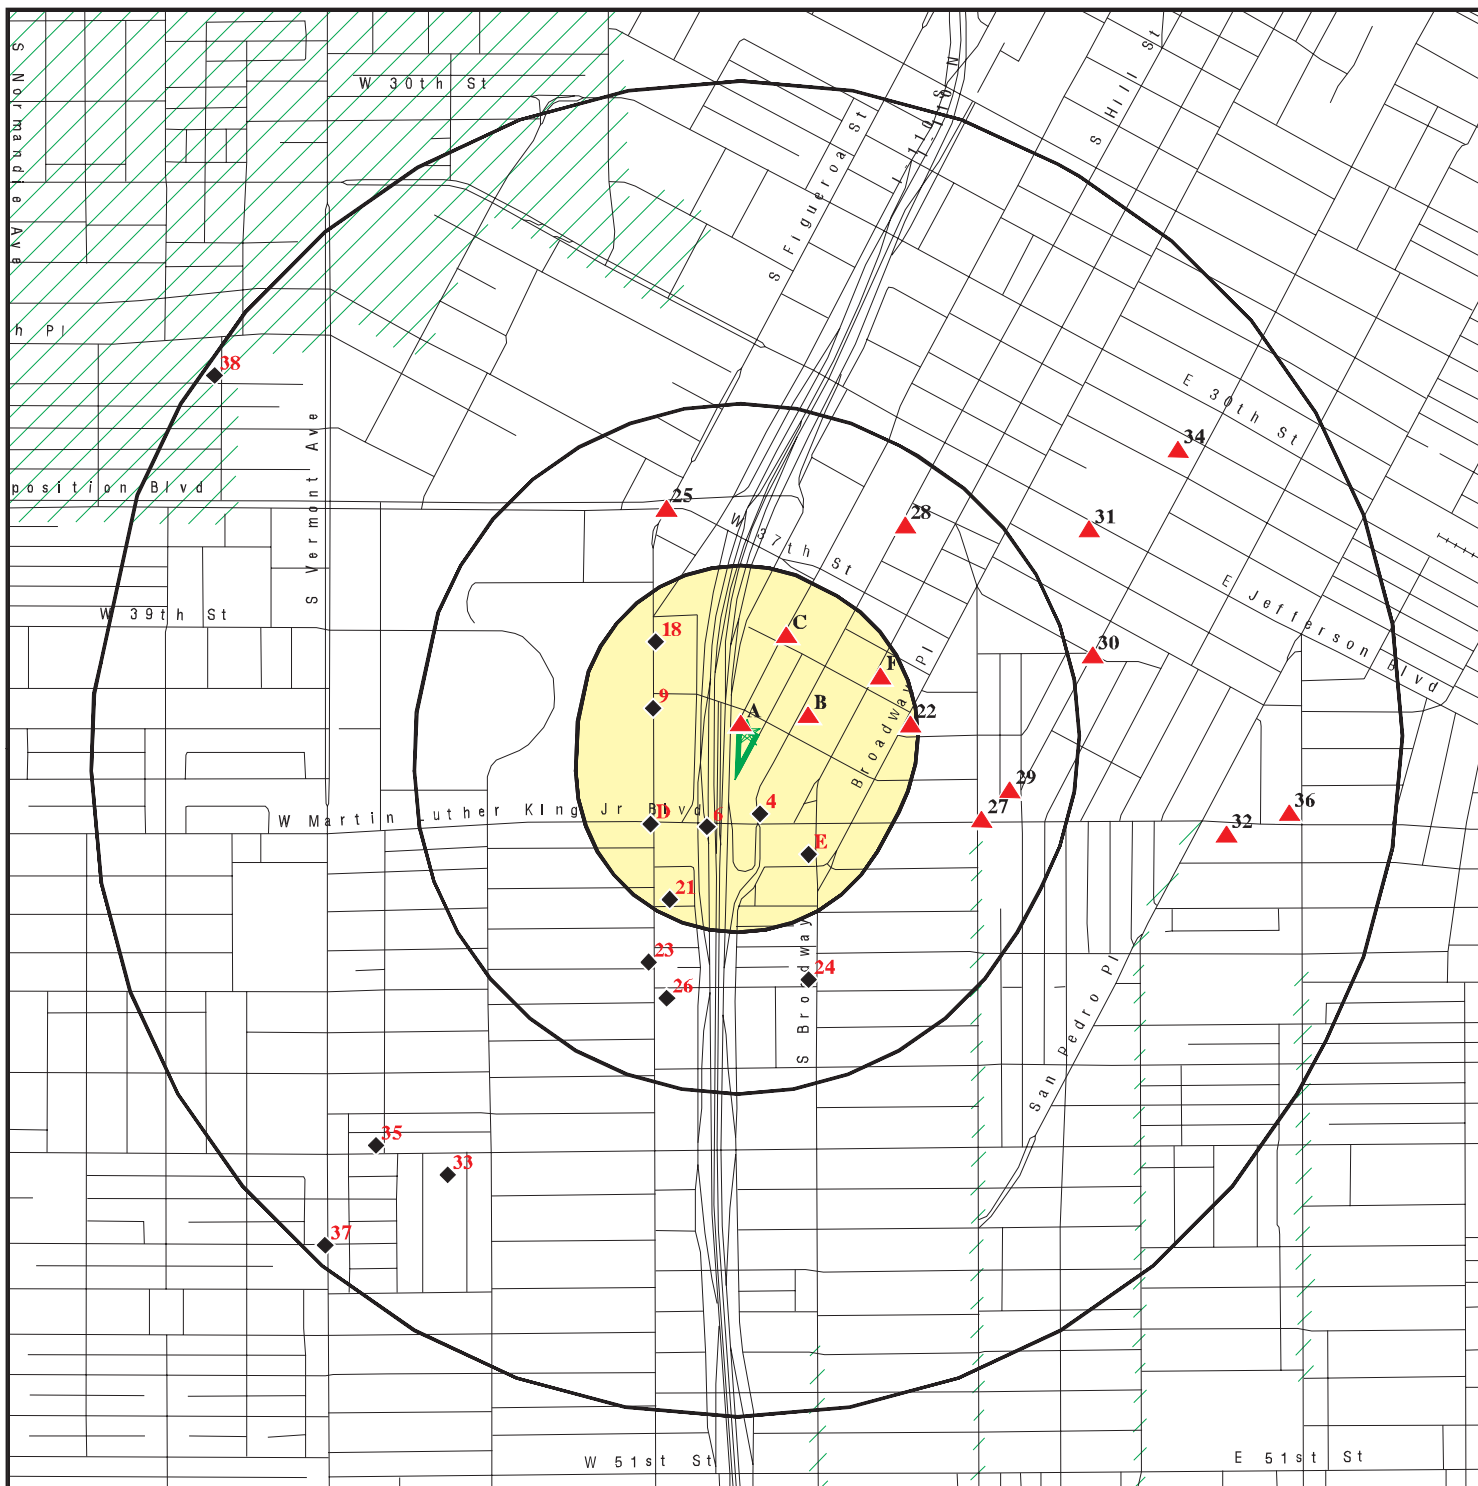 W 30th St
S Normandie Ave
S Hill St
I-110 S N
I-110
S Figueroa St
h Pl
38
E 30th St
34
S Vermont Ave
position Blvd
25
28
31
W 37th St
E Jefferson Blvd
W 39th St
18
C
30
F
9
A
B
22
Broadway Pl
29
W Martin Luther King Jr Blvd
D
6
4
27
36
32
E
21
23
24
26
S Broadway
San Pedro Pl
35
33
37
W 51st St
E 51st St